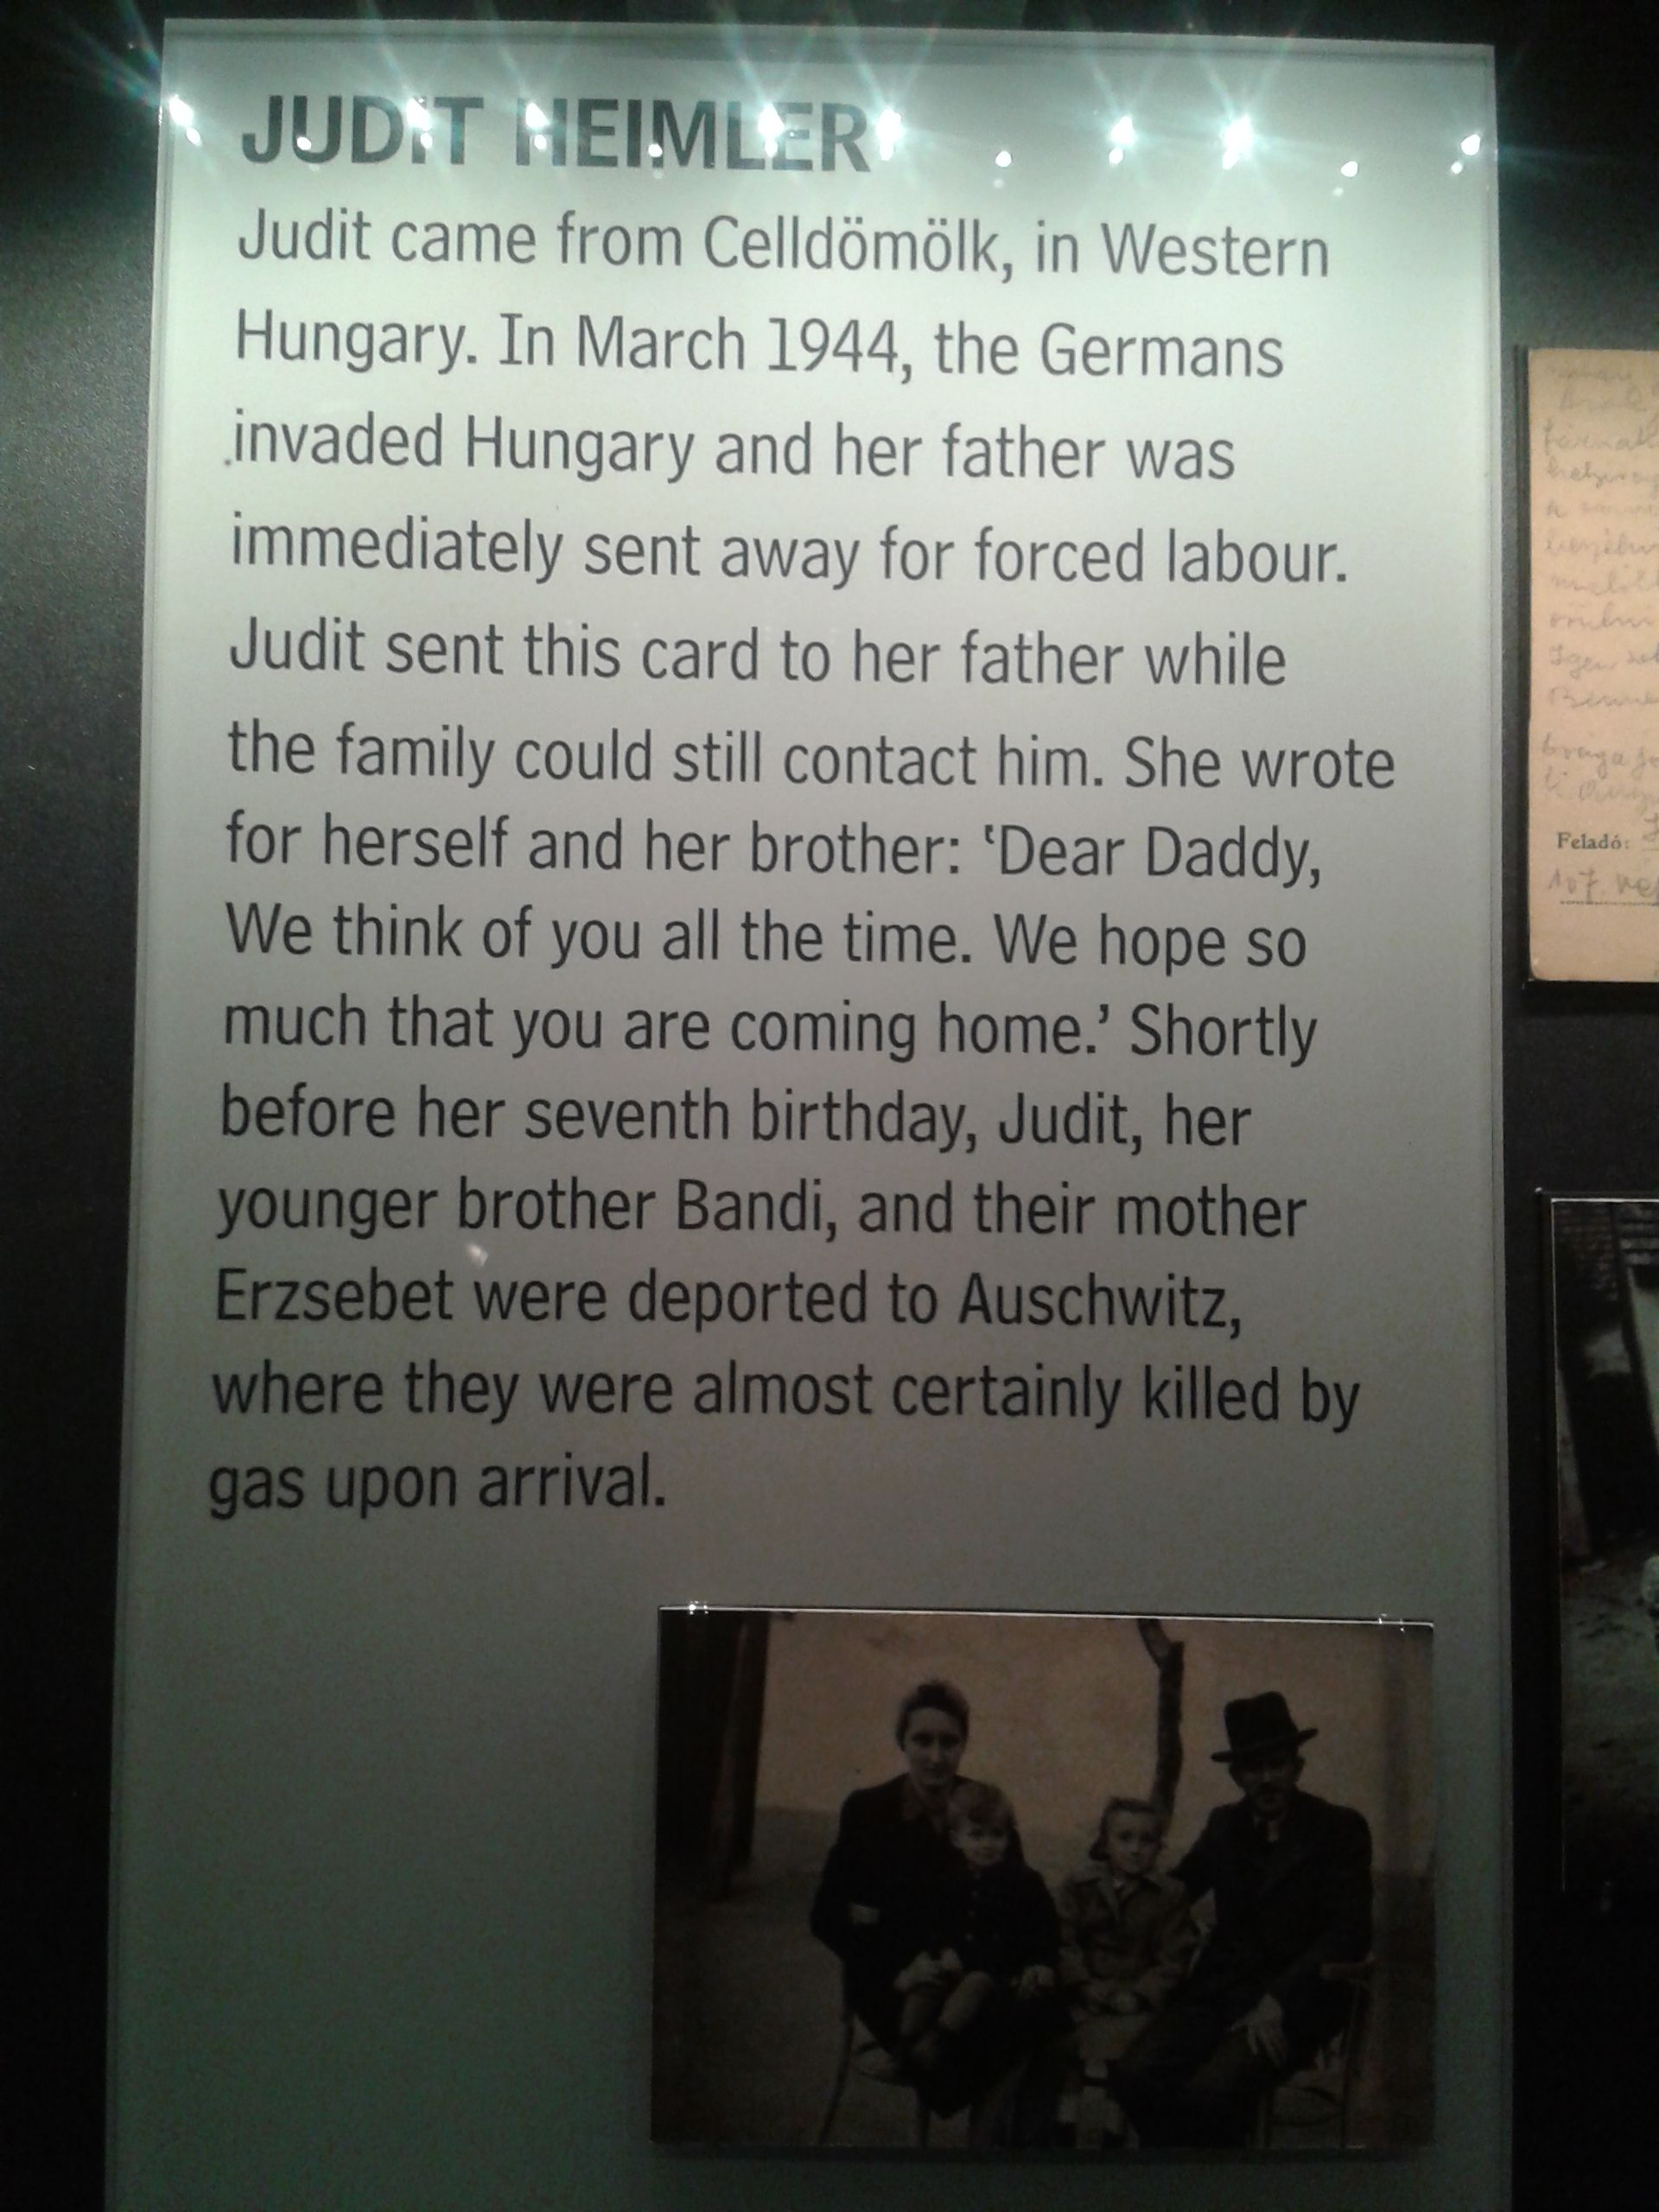 JUDIT HEIMLER
Judit came from Celldömölk, in Western
Hungary. In March 1944, the Germans
invaded Hungary and her father was
immediately sent away for forced labour.
Judit sent this card to her father while
the family could still contact him. She wrote
for herself and her brother: ‘Dear Daddy,
We think of you all the time. We hope so
much that you are coming home.’ Shortly
before her seventh birthday, Judit, her
younger brother Bandi, and their mother
Erzsebet were deported to Auschwitz,
where they were almost certainly killed by
gas upon arrival.
Feladó: